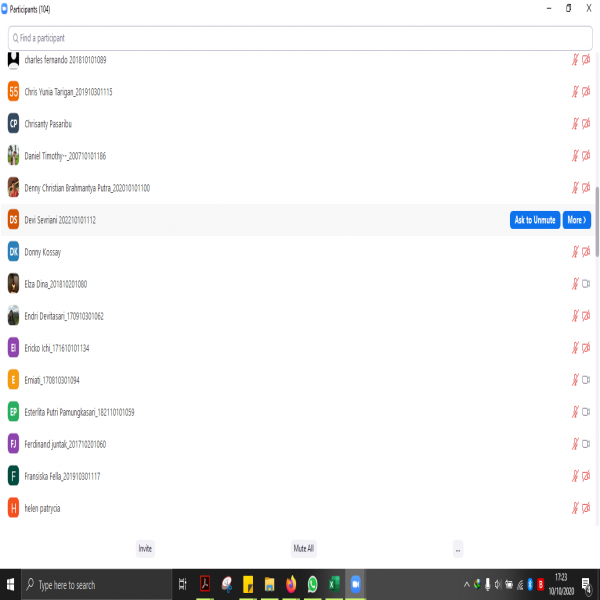 Participants (104)
Find a participant
charles fernando 201810101089
55 Chris Yunia Tarigan_201910301115
CP Chrisanty Pasaribu
Daniel Timothy~~_200710101186
Denny Christian Brahmantya Putra_202010101100
DS Devi Sevriani 202210101112 Ask to Unmute More >
DK Donny Kossay
Elza Dina_201810201080
Endri Devitasari_170910301062
EI Ericko Ichi_171610101134
E Erniati_170810301094
EP Esterlita Putri Pamungkasari_182110101059
FJ Ferdinand juntak_201710201060
F Fransiska Fella_201910301117
H helen patrycia
Invite Mute All ...
Type here to search
17:23
10/10/2020
4